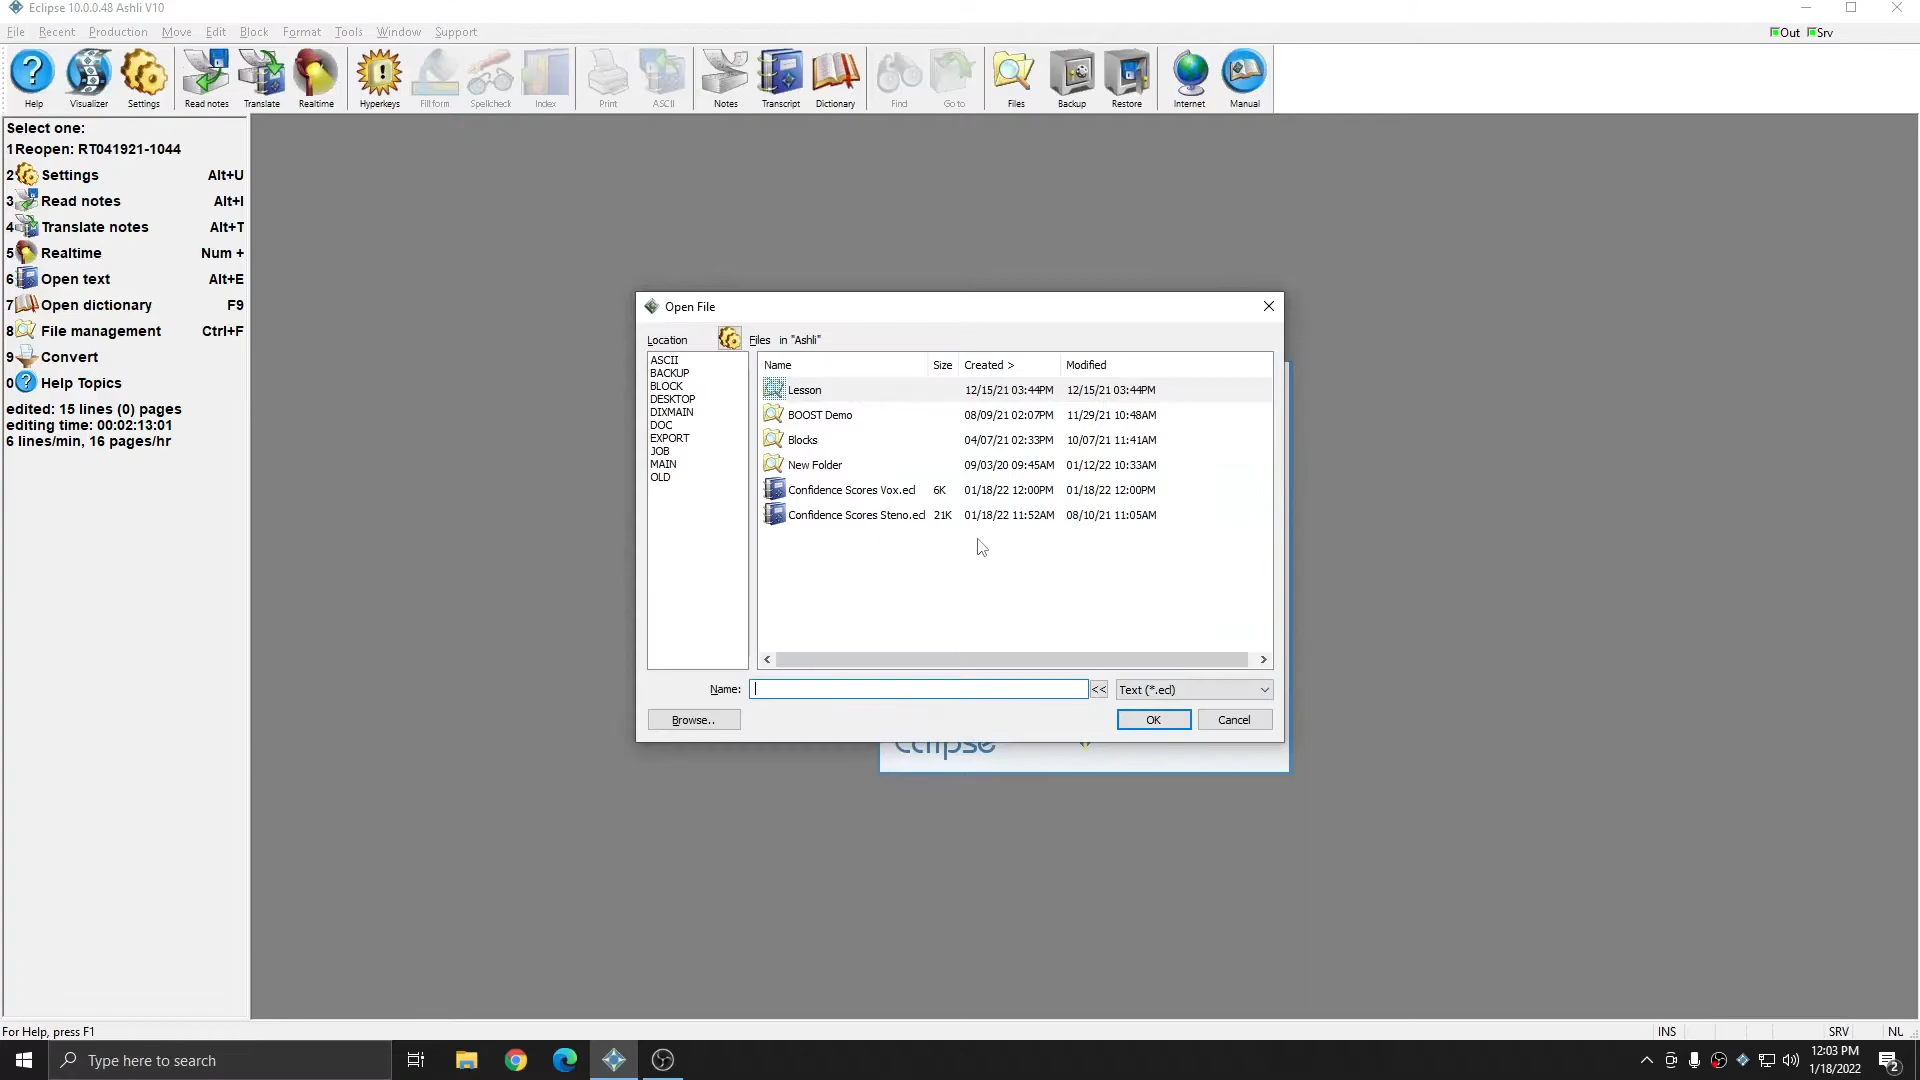 Eclipse 10.0.0.48 Ashli V10
File Recent Production Move Edit Block Format Tools Window Support
Out Srv
Help Visualizer Settings Read notes Translate Realtime Hyperkeys Fill form Spellcheck Index Print ASCII Notes Transcript Dictionary Find Go to Files Backup Restore Internet Manual
Select one:
1Reopen: RT041921-1044
2 Settings Alt+U
3 Read notes Alt+I
4 Translate notes Alt+T
5 Realtime Num +
6 Open text Alt+E
7 Open dictionary F9
8 File management Ctrl+F
9 Convert
0 Help Topics
edited: 15 lines (0) pages
editing time: 00:02:13:01
6 lines/min, 16 pages/hr
Open File
Location Files in "Ashli"
ASCII
BACKUP
BLOCK
DESKTOP
DIXMAIN
DOC
EXPORT
JOB
MAIN
OLD
Name Size Created > Modified
Lesson 12/15/21 03:44PM 12/15/21 03:44PM
BOOST Demo 08/09/21 02:07PM 11/29/21 10:48AM
Blocks 04/07/21 02:33PM 10/07/21 11:41AM
New Folder 09/03/20 09:45AM 01/12/22 10:33AM
Confidence Scores Vox.ecl 6K 01/18/22 12:00PM 01/18/22 12:00PM
Confidence Scores Steno.ecl 21K 01/18/22 11:52AM 08/10/21 11:05AM
Name: << Text (*.ecl)
Browse.. OK Cancel
Eclipse
For Help, press F1
INS SRV NU
Type here to search
12:03 PM
1/18/2022
2